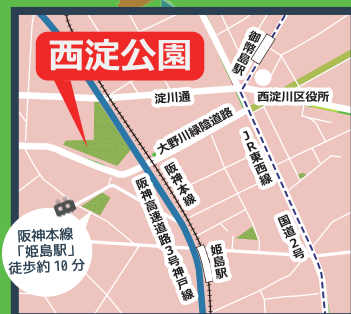 西淀公園
御幣島駅
淀川通
西淀川区役所
大野川緑陰道路
JR東西線
阪神本線
阪神高速道路3号神戸線
姫島駅
国道2号
阪神本線
「姫島駅」
徒歩約10分